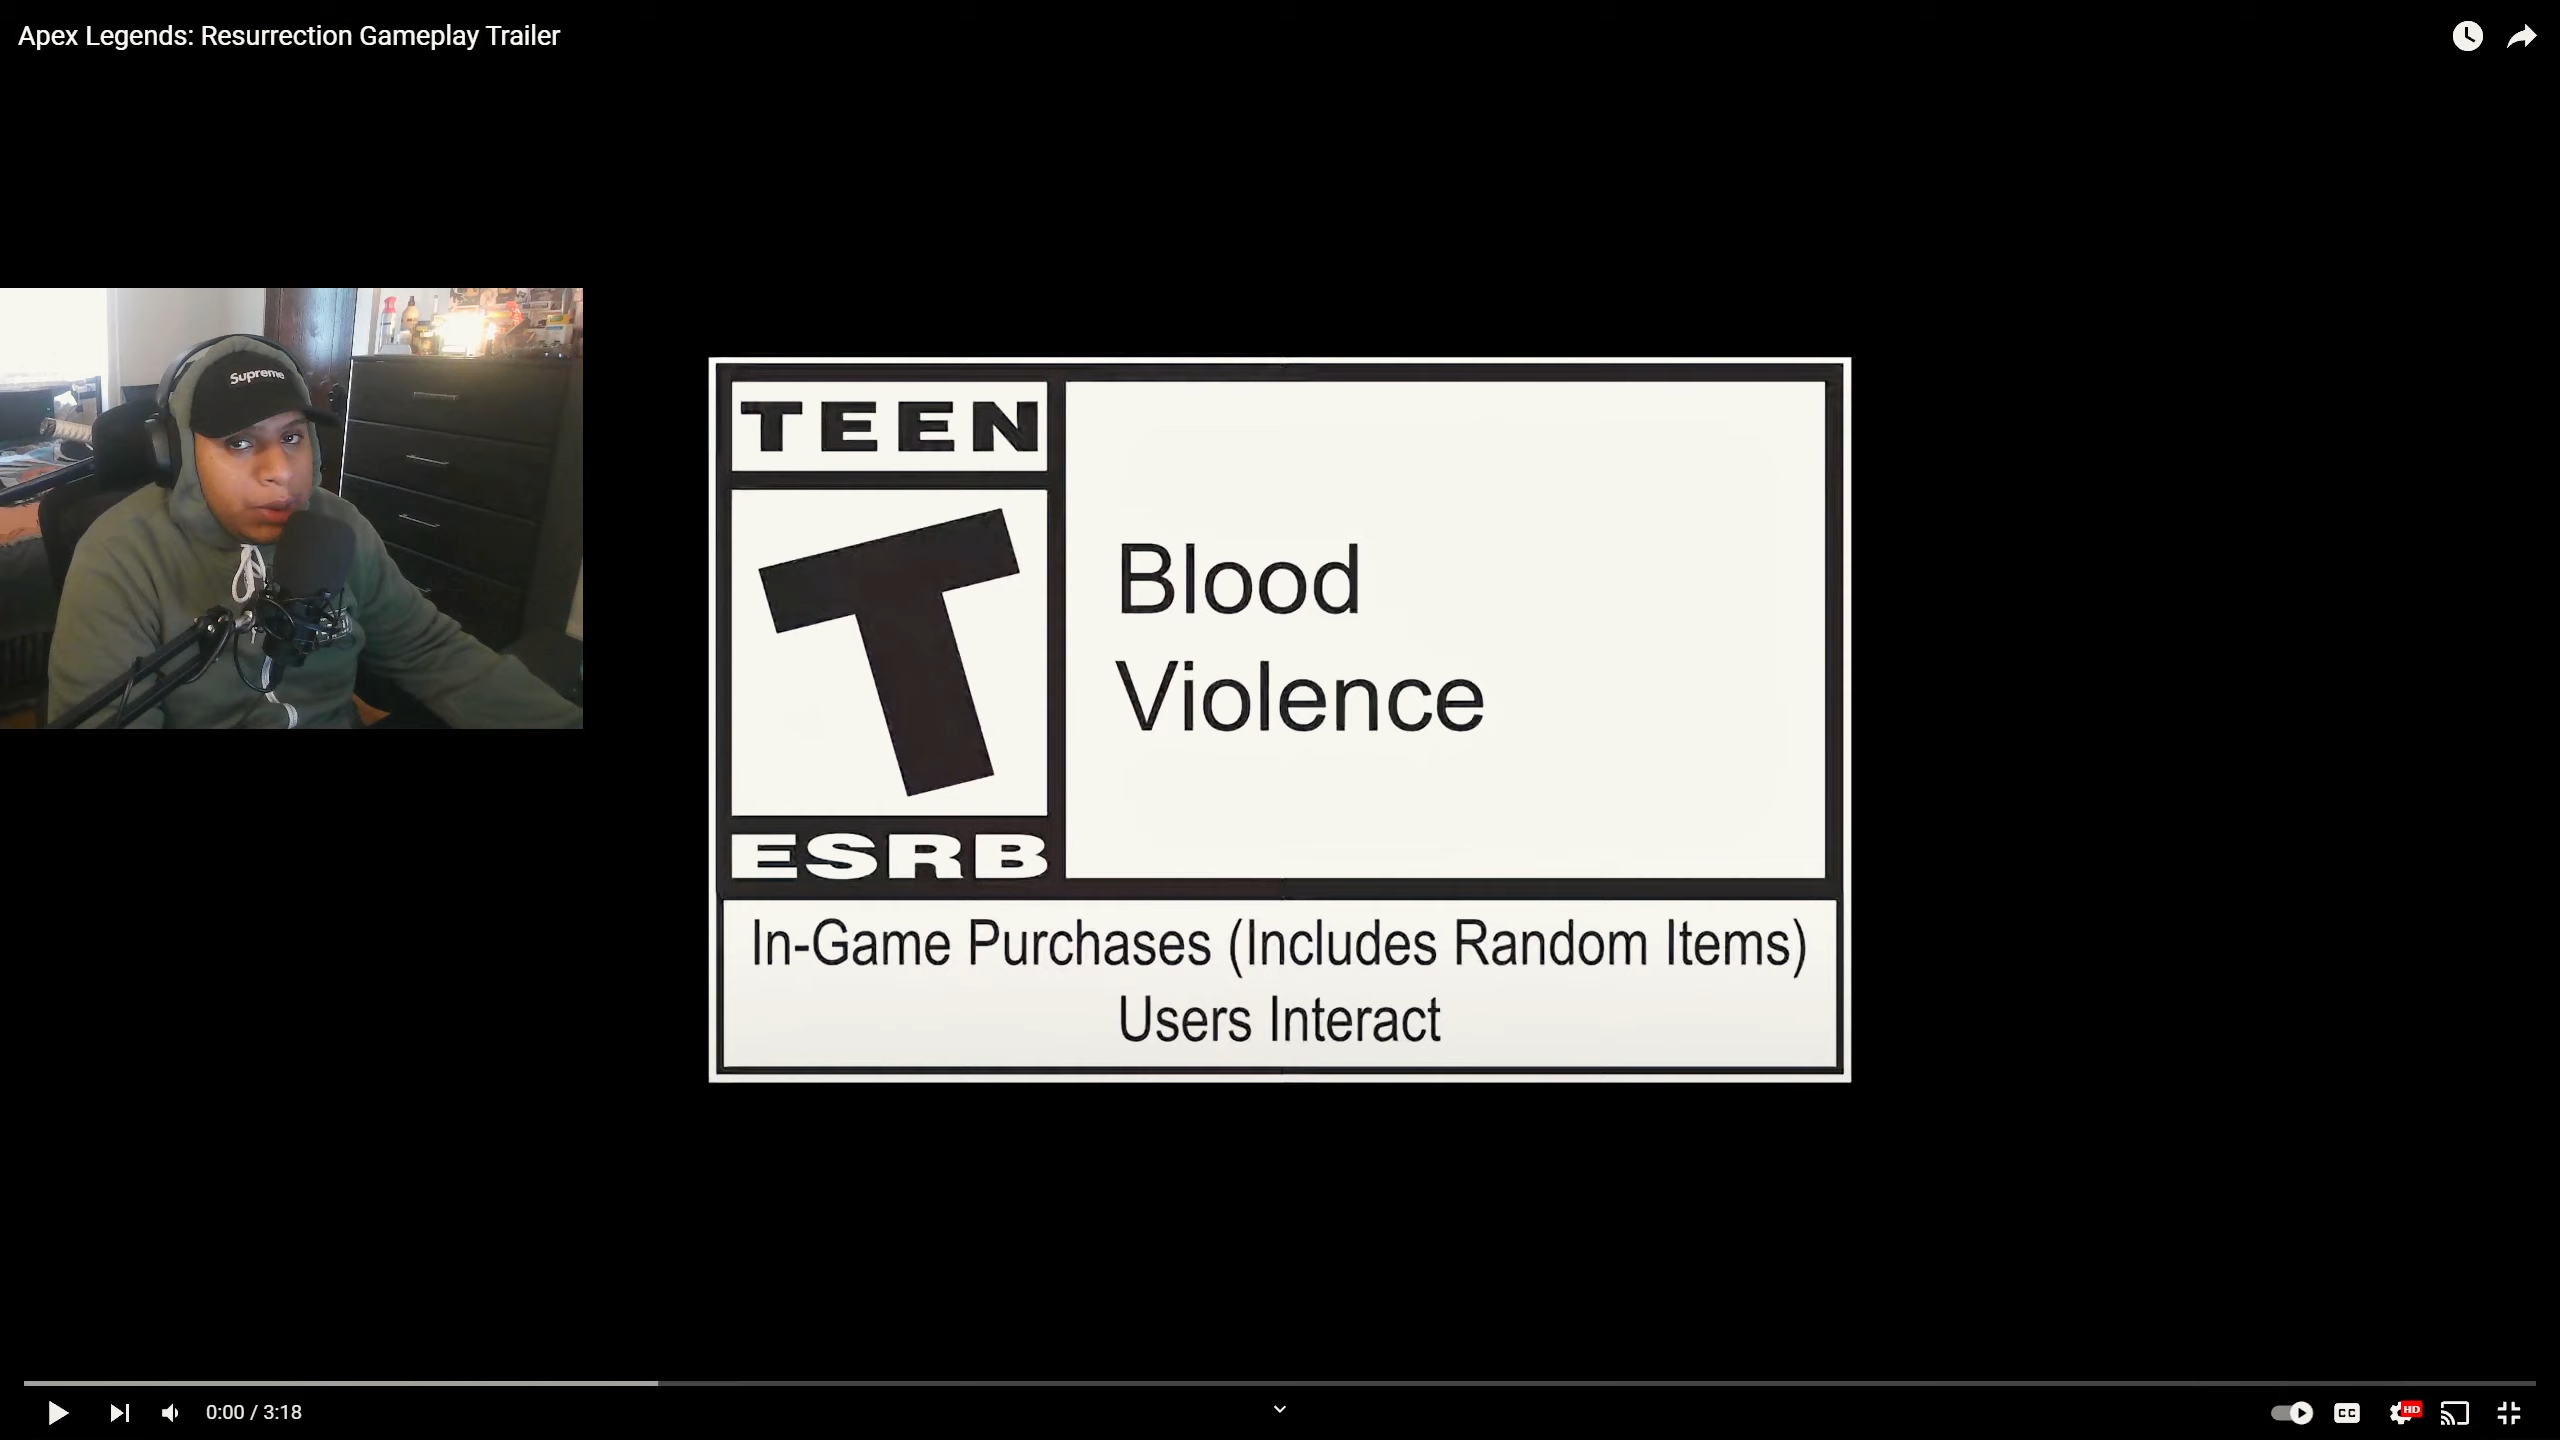 Apex Legends: Resurrection Gameplay Trailer
Supreme
TEEN
T
ESRB
Blood
Violence
In-Game Purchases (Includes Random Items)
Users Interact
0:00 / 3:18
CC
HD